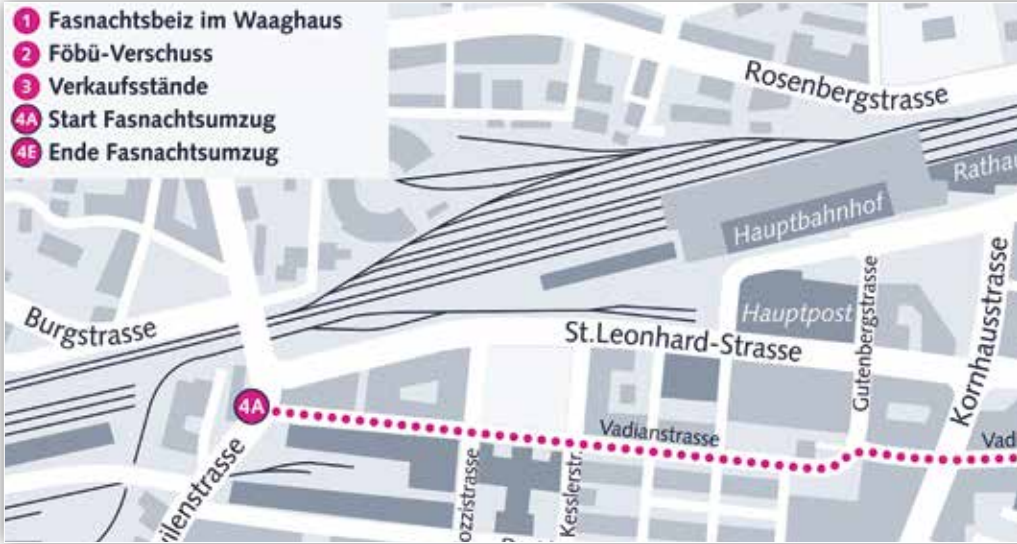 1 Fasnachtsbeiz im Waaghaus
2 Föbü-Verschuss
3 Verkaufsstände
4A Start Fasnachtsumzug
4E Ende Fasnachtsumzug
Rosenbergstrasse
Rathau
Hauptbahnhof
Burgstrasse
Hauptpost
St.Leonhard-Strasse
Gutenbergstrasse
Kornhausstrasse
4A
Vadianstrasse
Vadi
ilenstrasse
ozzistrasse
Kesslerstr.